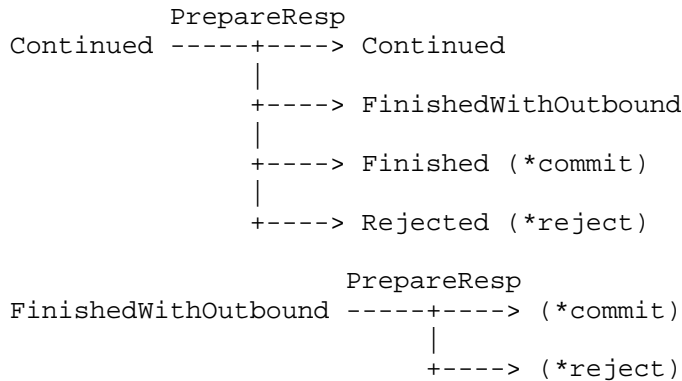 PrepareResp
Continued -----+----> Continued
               |
               +----> FinishedWithOutbound
               |
               +----> Finished (*commit)
               |
               +----> Rejected (*reject)

                         PrepareResp
FinishedWithOutbound -----+----> (*commit)
                          |
                          +----> (*reject)